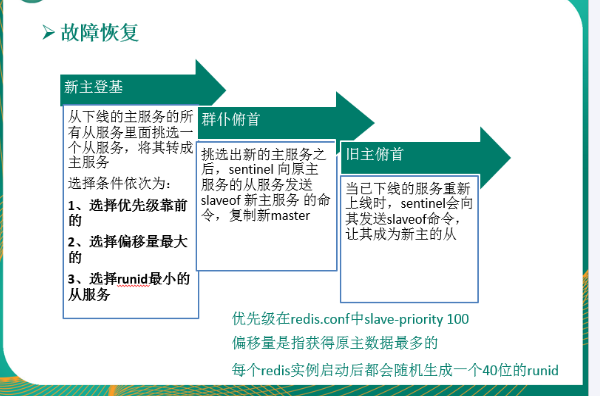 ➢ 故障恢复
新主登基
从下线的主服务的所
有从服务里面挑选一
个从服务，将其转成
主服务
选择条件依次为：
1、选择优先级靠前
的
2、选择偏移量最大
的
3、选择runid最小的
从服务
群仆俯首
挑选出新的主服务之
后，sentinel 向原主
服务的从服务发送
slaveof 新主服务 的命
令，复制新master
旧主俯首
当已下线的服务重新
上线时，sentinel会向
其发送slaveof命令，
让其成为新主的从
优先级在redis.conf中slave-priority 100
偏移量是指获得原主数据最多的
每个redis实例启动后都会随机生成一个40位的runid